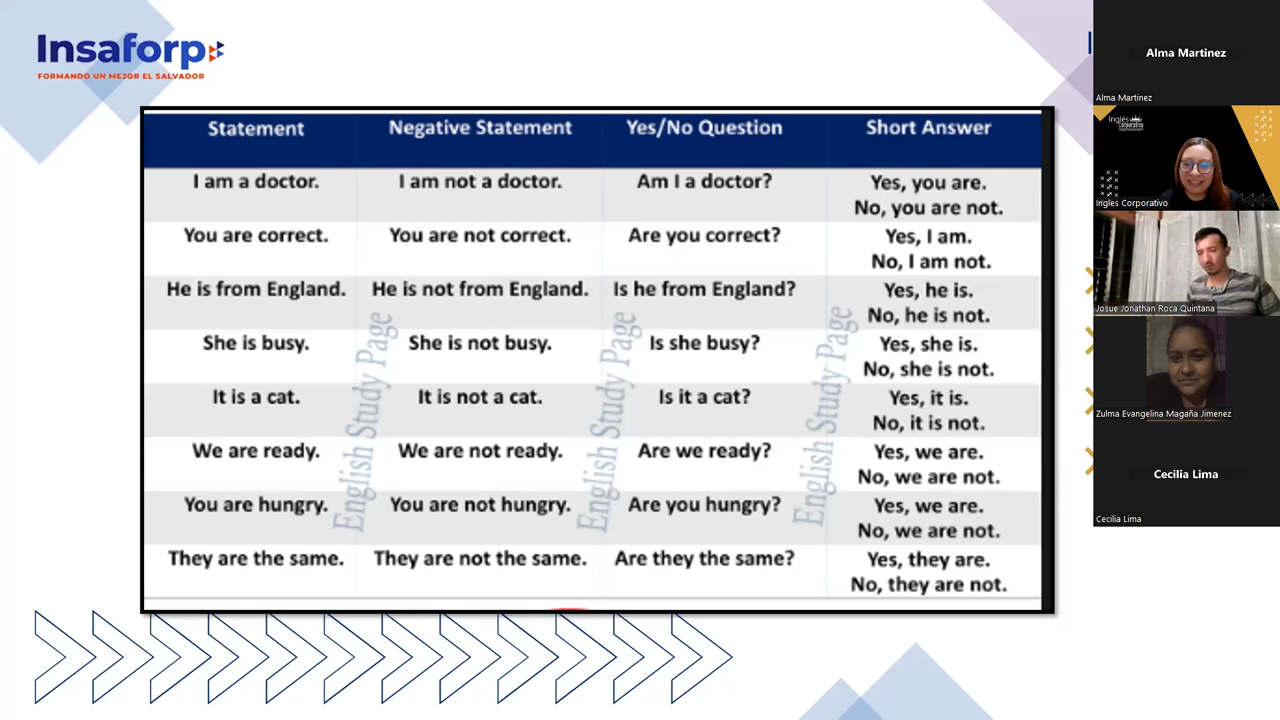 Insaforp
FORMANDO UN MEJOR EL SALVADOR
Statement Negative Statement Yes/No Question Short Answer
I am a doctor. I am not a doctor. Am I a doctor? Yes, you are.
No, you are not.
You are correct. You are not correct. Are you correct? Yes, I am.
No, I am not.
He is from England. He is not from England. Is he from England? Yes, he is.
No, he is not.
She is busy. She is not busy. Is she busy? Yes, she is.
No, she is not.
It is a cat. It is not a cat. Is it a cat? Yes, it is.
No, it is not.
We are ready. We are not ready. Are we ready? Yes, we are.
No, we are not.
You are hungry. You are not hungry. Are you hungry? Yes, we are.
No, we are not.
They are the same. They are not the same. Are they the same? Yes, they are.
No, they are not.
English Study Page
English Study Page
English Study Page
Alma Martinez
Alma Martinez
Inglés
Corporativo
Ingles Corporativo
Josue Jonathan Roca Quintana
Zulma Evangelina Magaña Jimenez
Cecilia Lima
Cecilia Lima